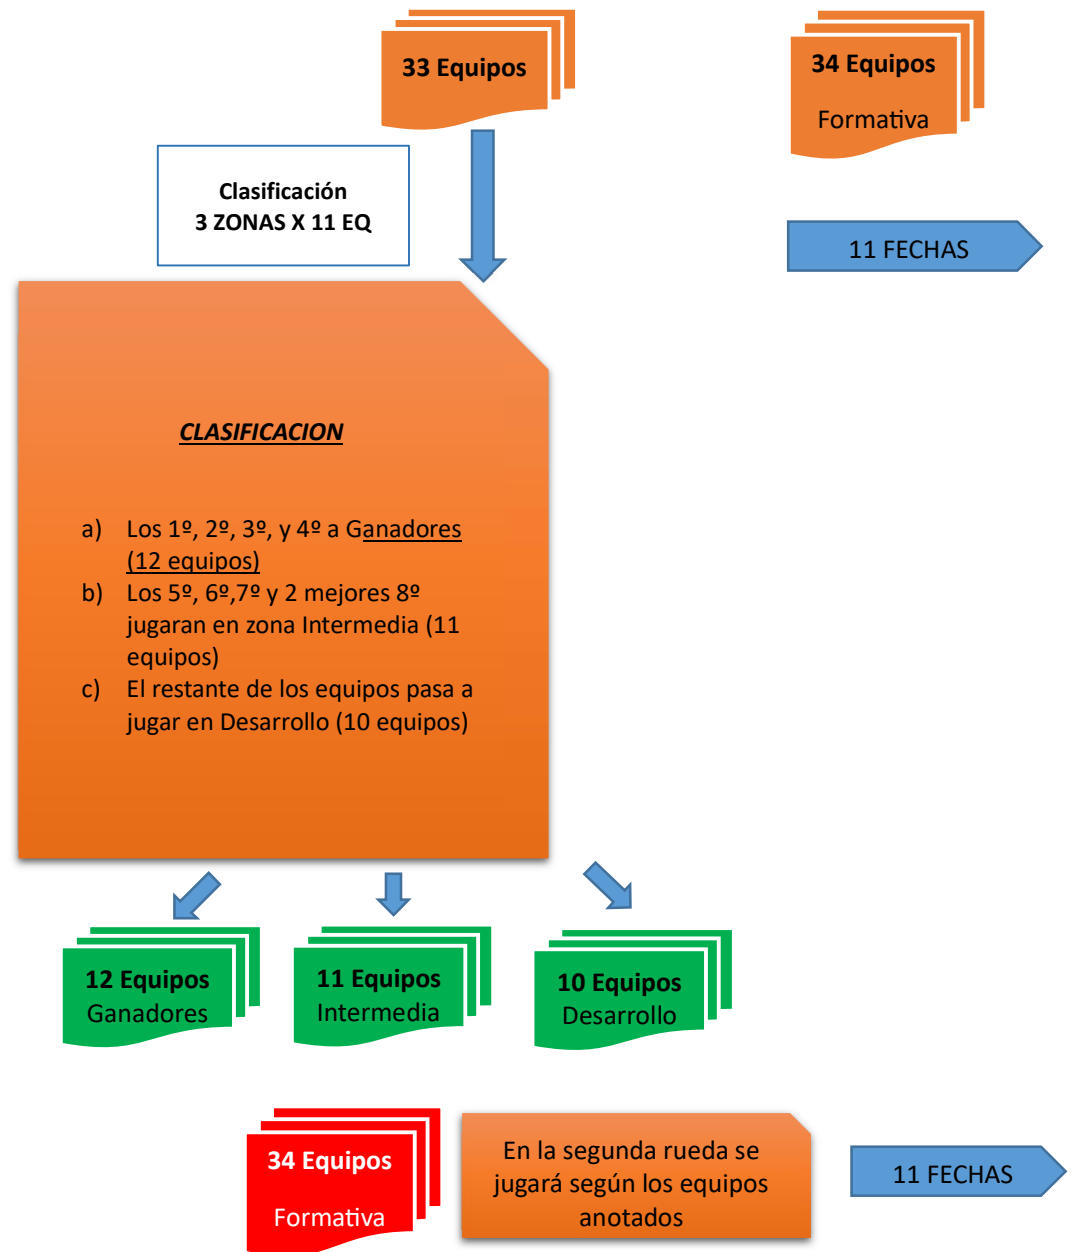 33 Equipos
34 Equipos
Formativa
Clasificación
3 ZONAS X 11 EQ
11 FECHAS
CLASIFICACION
a) Los 1º, 2º, 3º, y 4º a Ganadores
(12 equipos)
b) Los 5º, 6º,7º y 2 mejores 8º
jugaran en zona Intermedia (11
equipos)
c) El restante de los equipos pasa a
jugar en Desarrollo (10 equipos)
12 Equipos
Ganadores
11 Equipos
Intermedia
10 Equipos
Desarrollo
34 Equipos
Formativa
En la segunda rueda se
jugará según los equipos
anotados
11 FECHAS